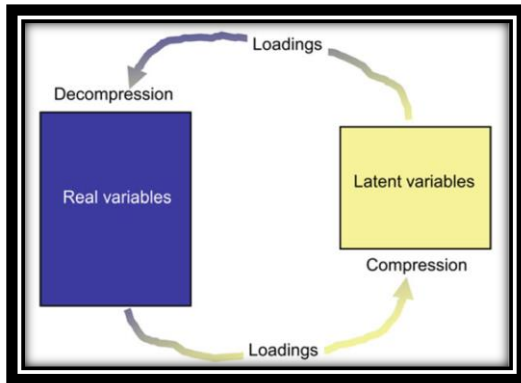 Loadings
Decompression
Real variables
Latent variables
Compression
Loadings